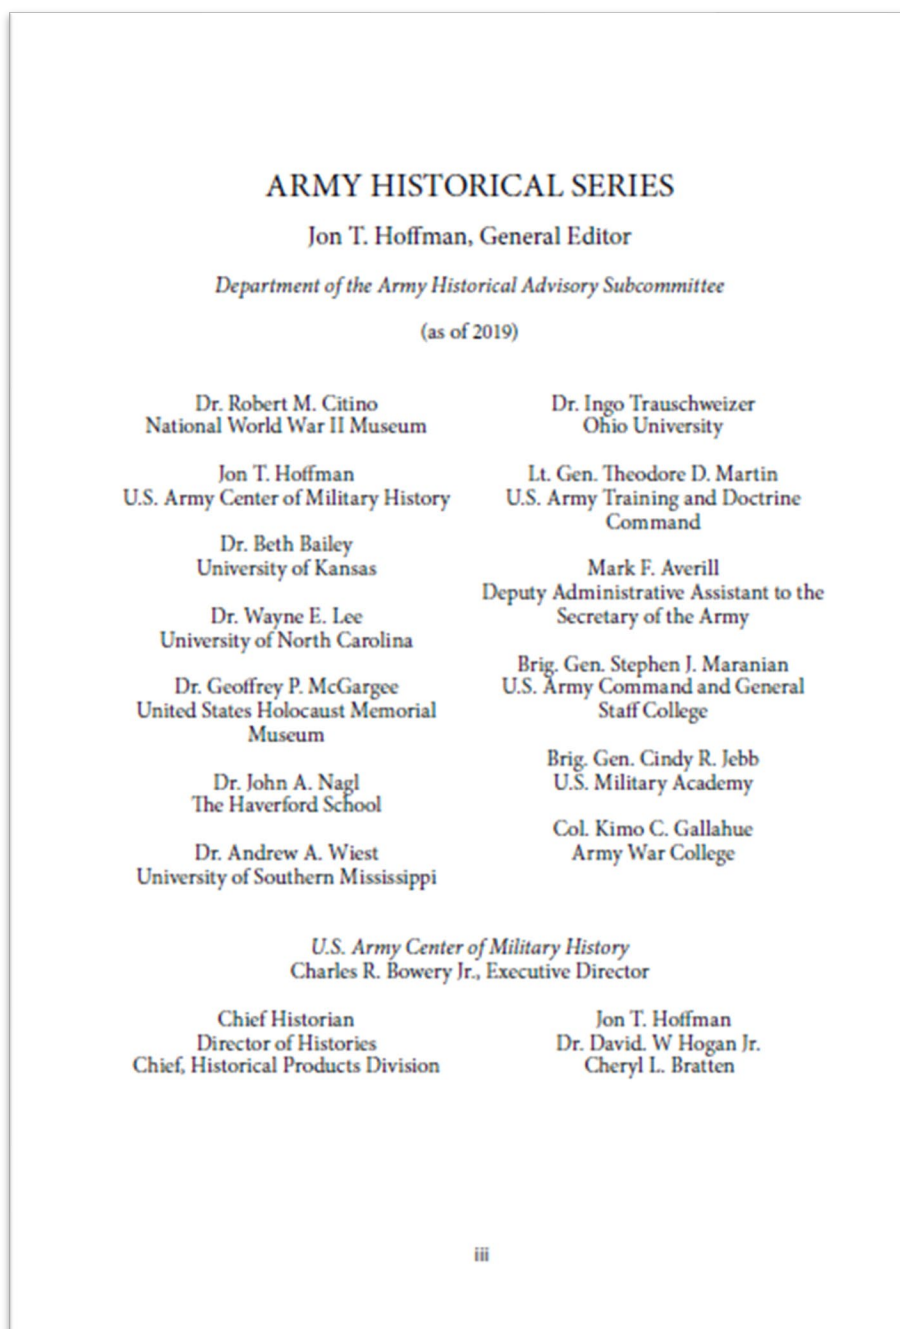 ARMY HISTORICAL SERIES
Jon T. Hoffman, General Editor
Department of the Army Historical Advisory Subcommittee
(as of 2019)
Dr. Robert M. Citino
National World War II Museum
Jon T. Hoffman
U.S. Army Center of Military History
Dr. Beth Bailey
University of Kansas
Dr. Wayne E. Lee
University of North Carolina
Dr. Geoffrey P. McGargee
United States Holocaust Memorial
Museum
Dr. John A. Nagl
The Haverford School
Dr. Andrew A. Wiest
University of Southern Mississippi
Dr. Ingo Trauschweizer
Ohio University
Lt. Gen. Theodore D. Martin
U.S. Army Training and Doctrine
Command
Mark F. Averill
Deputy Administrative Assistant to the
Secretary of the Army
Brig. Gen. Stephen J. Maranian
U.S. Army Command and General
Staff College
Brig. Gen. Cindy R. Jebb
U.S. Military Academy
Col. Kimo C. Gallahue
Army War College
U.S. Army Center of Military History
Charles R. Bowery Jr., Executive Director
Chief Historian
Director of Histories
Chief, Historical Products Division
Jon T. Hoffman
Dr. David. W Hogan Jr.
Cheryl L. Bratten
iii